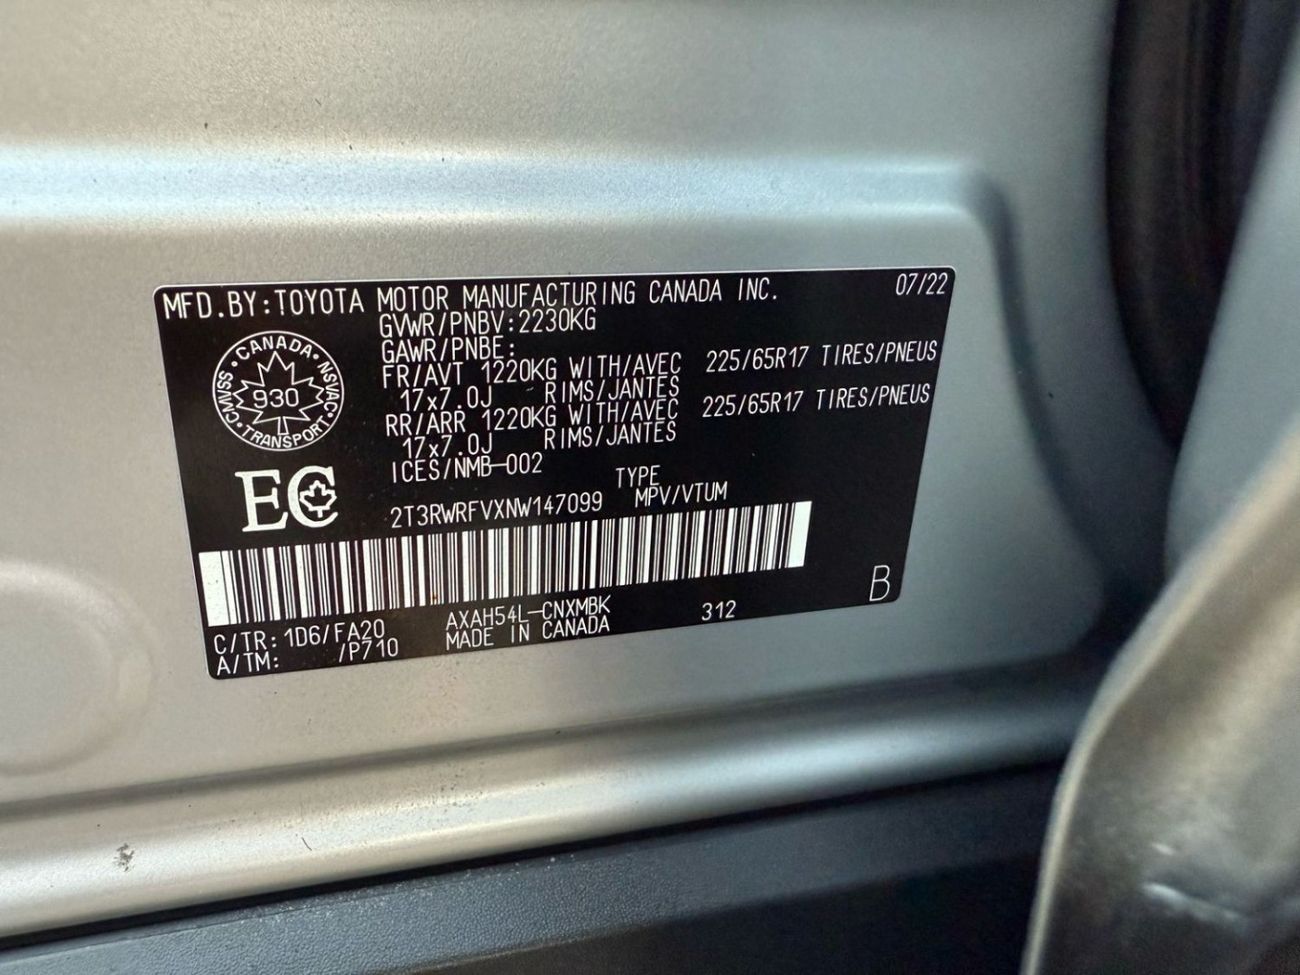 MFD.BY:TOYOTA MOTOR MANUFACTURING CANADA INC. 07/22
GVWR/PNBV:2230KG
GAWR/PNBE:
FR/AVT 1220KG WITH/AVEC 225/65R17 TIRES/PNEUS
17x7.0J RIMS/JANTES
RR/ARR 1220KG WITH/AVEC 225/65R17 TIRES/PNEUS
17x7.0J RIMS/JANTES
ICES/NMB-002
CANADA
NSVAC
TRANSPORT
CMVSS
930
EC
TYPE
2T3RWRFVXNW147099 MPV/VTUM
C/TR: 1D6/FA20 AXAH54L-CNXMBK 312 B
A/TM: /P710 MADE IN CANADA